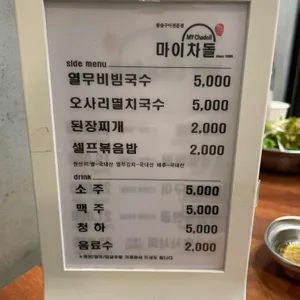 MY Chadol
마이차돌
since 1996
side menu
열무비빔국수 5,000
오사리멸치국수 5,000
된장찌개 2,000
셀프볶음밥 2,000
drink
소 주 5,000
맥 주 5,000
청 하 5,000
음료수 2,000